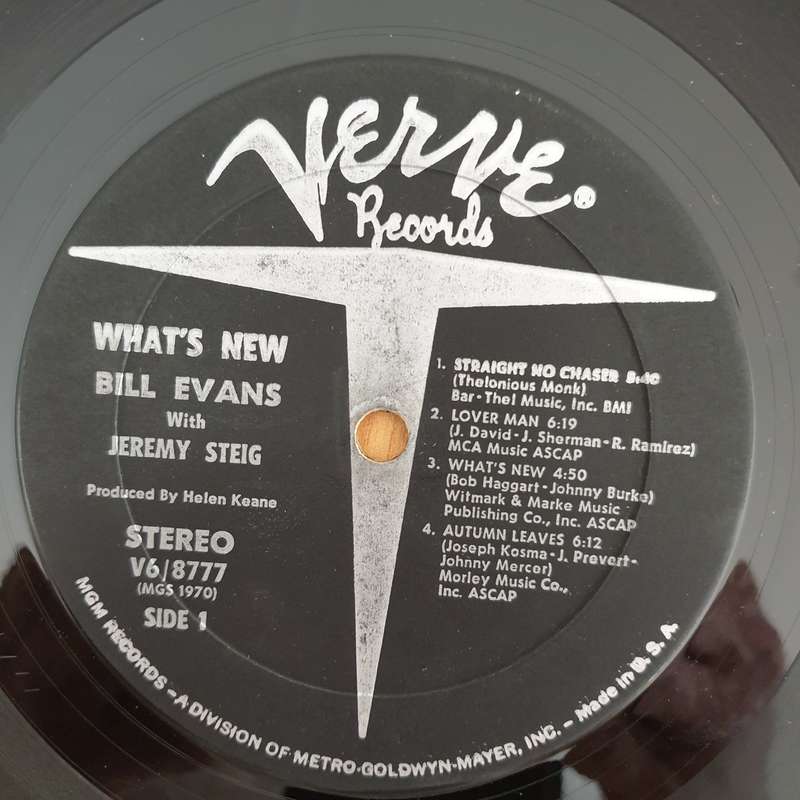 Verve®
Records
WHAT'S NEW
BILL EVANS
With
JEREMY STEIG
Produced By Helen Keane
STEREO
V6/8777
(MGS 1970)
SIDE 1
1. STRAIGHT NO CHASER
(Thelonious Monk)
Bar-Thel Music, Inc. BMI
2. LOVER MAN 6:19
(J. David-J. Sherman-R. Ramirez)
MCA Music ASCAP
3. WHAT'S NEW 4:50
(Bob Haggart-Johnny Burke)
Witmark & Marke Music
Publishing Co., Inc. ASCAP
4. AUTUMN LEAVES 6:12
(Joseph Kosma-J. Prevert-
Johnny Mercer)
Morley Music Co.,
Inc. ASCAP
MGM RECORDS – A DIVISION OF METRO-GOLDWYN-MAYER, INC. – Made in U. S. A.